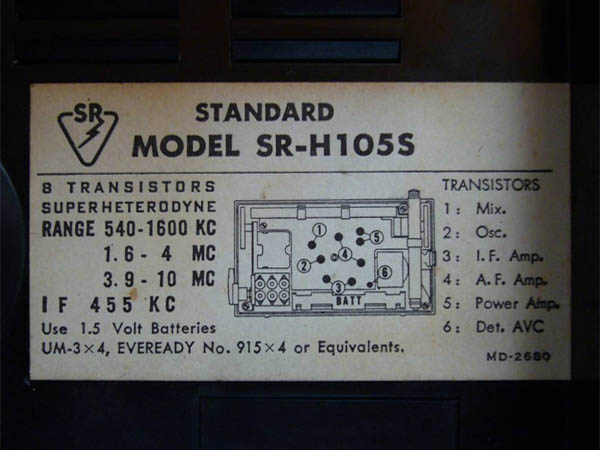 SR
STANDARD
MODEL SR-H105S
8 TRANSISTORS
SUPERHETERODYNE
RANGE 540-1600 KC
1.6 - 4 MC
3.9 - 10 MC
IF 455 KC
Use 1.5 Volt Batteries
UM-3×4, EVEREADY No. 915×4 or Equivalents.
1
2
3
4
5
6
BATT
TRANSISTORS
1: Mix.
2: Osc.
3: I.F. Amp.
4: A.F. Amp.
5: Power Amp.
6: Det. AVC
MD-2680